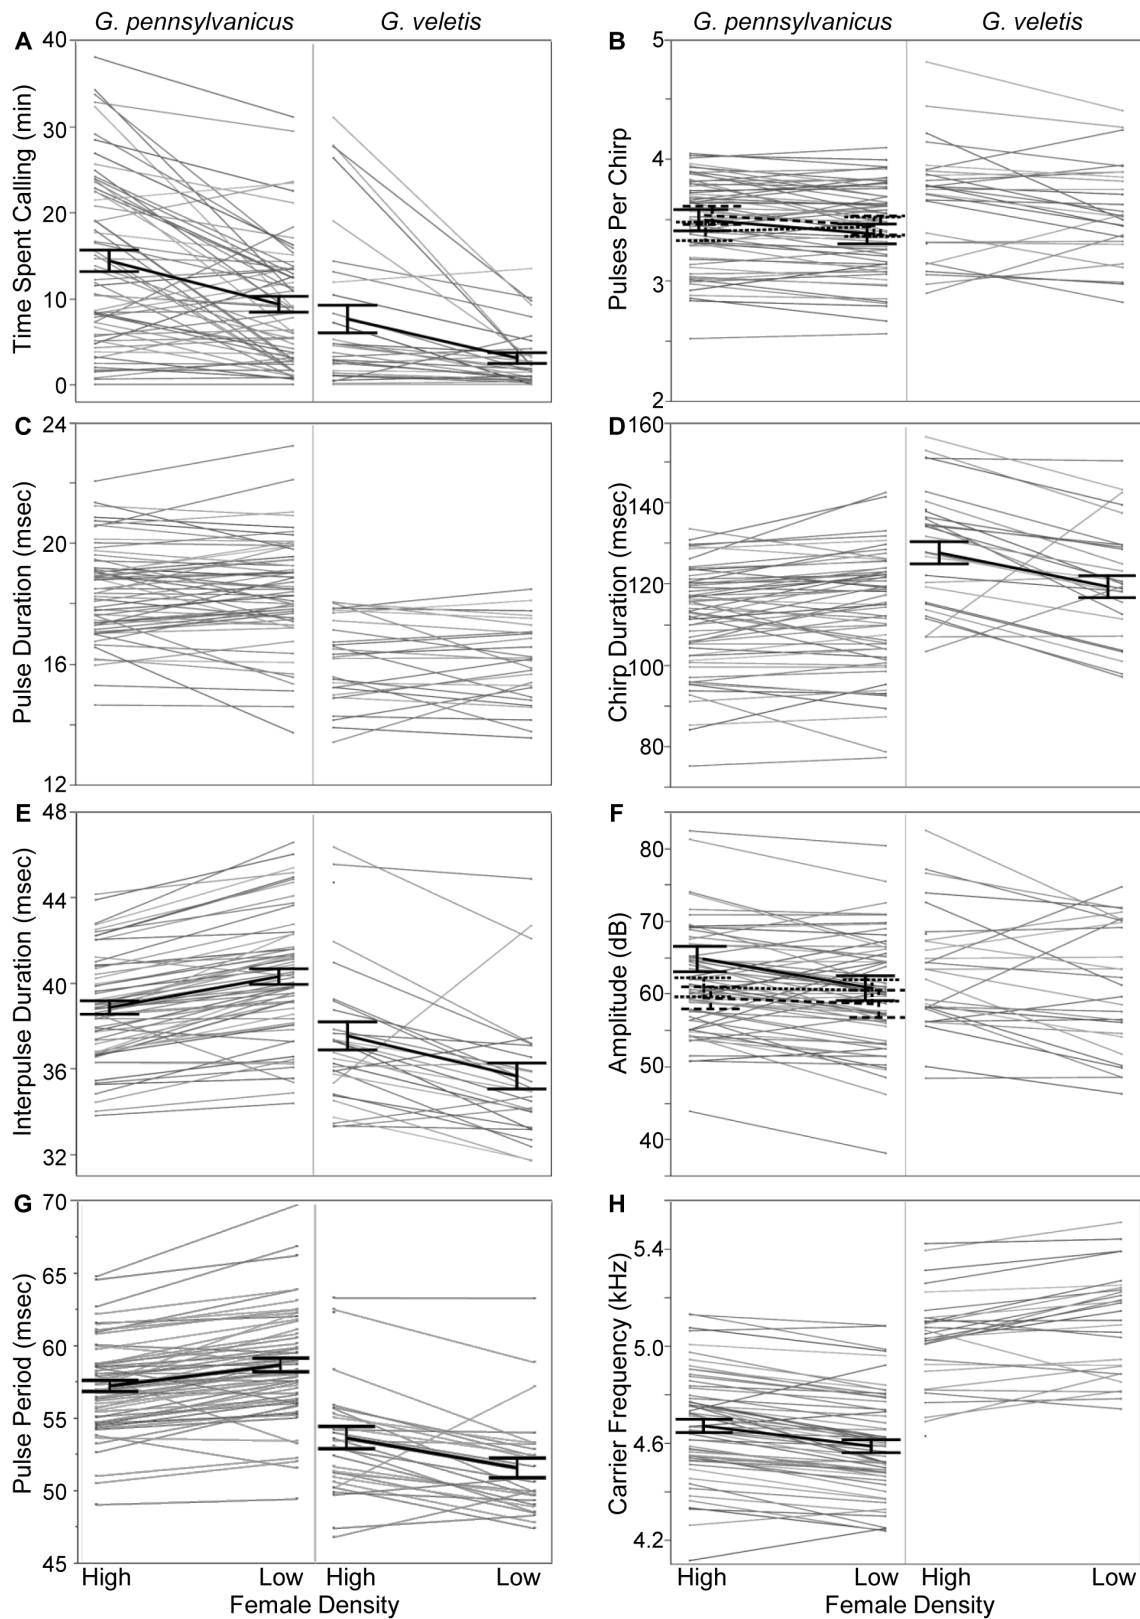 G. pennsylvanicus G. veletis G. pennsylvanicus G. veletis
A
40
30
20
10
0
Time Spent Calling (min)
B
5
4
3
2
Pulses Per Chirp
C
24
20
16
12
Pulse Duration (msec)
D
160
140
120
100
80
Chirp Duration (msec)
E
48
44
40
36
32
Interpulse Duration (msec)
F
80
70
60
50
40
Amplitude (dB)
G
70
65
60
55
50
45
Pulse Period (msec)
High Low High Low
Female Density
H
5.4
5.0
4.6
4.2
Carrier Frequency (kHz)
High Low High Low
Female Density